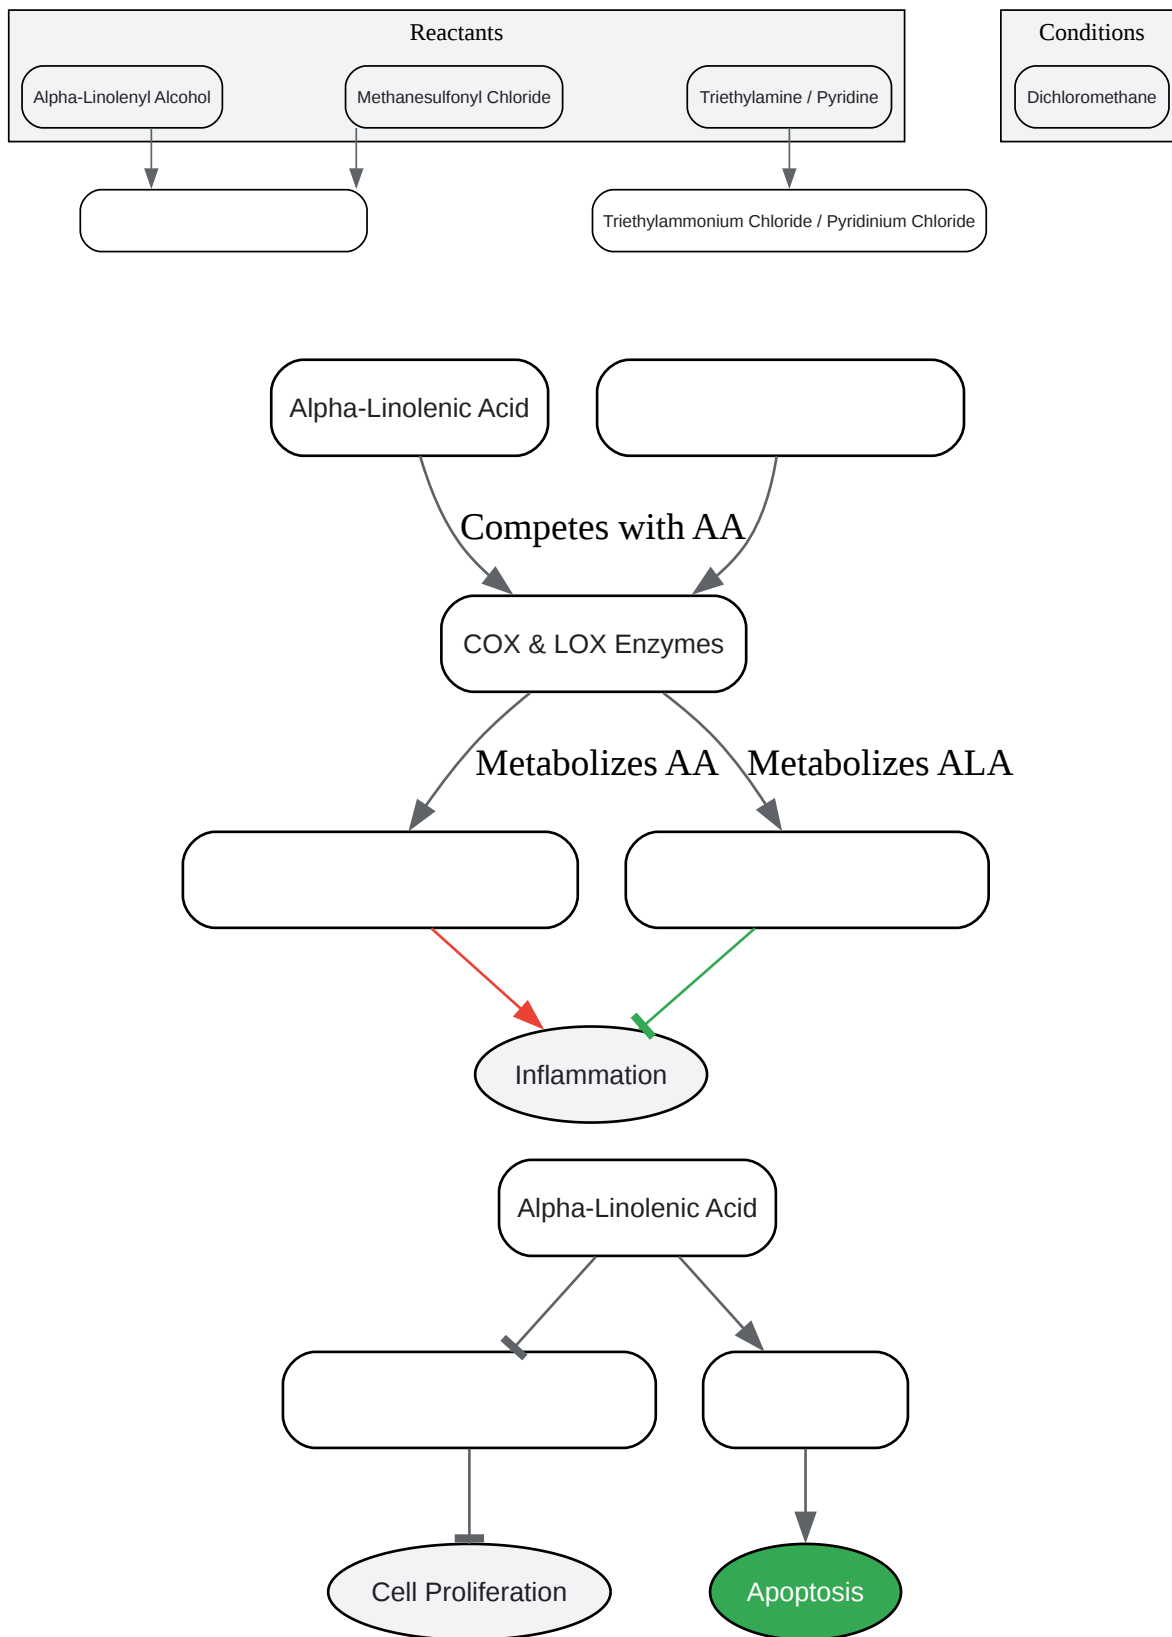 Reactants
Conditions
Alpha-Linolenyl Alcohol
Methanesulfonyl Chloride
Triethylamine / Pyridine
Dichloromethane
Triethylammonium Chloride / Pyridinium Chloride
Alpha-Linolenic Acid
Competes with AA
COX & LOX Enzymes
Metabolizes AA
Metabolizes ALA
Inflammation
Alpha-Linolenic Acid
Cell Proliferation
Apoptosis